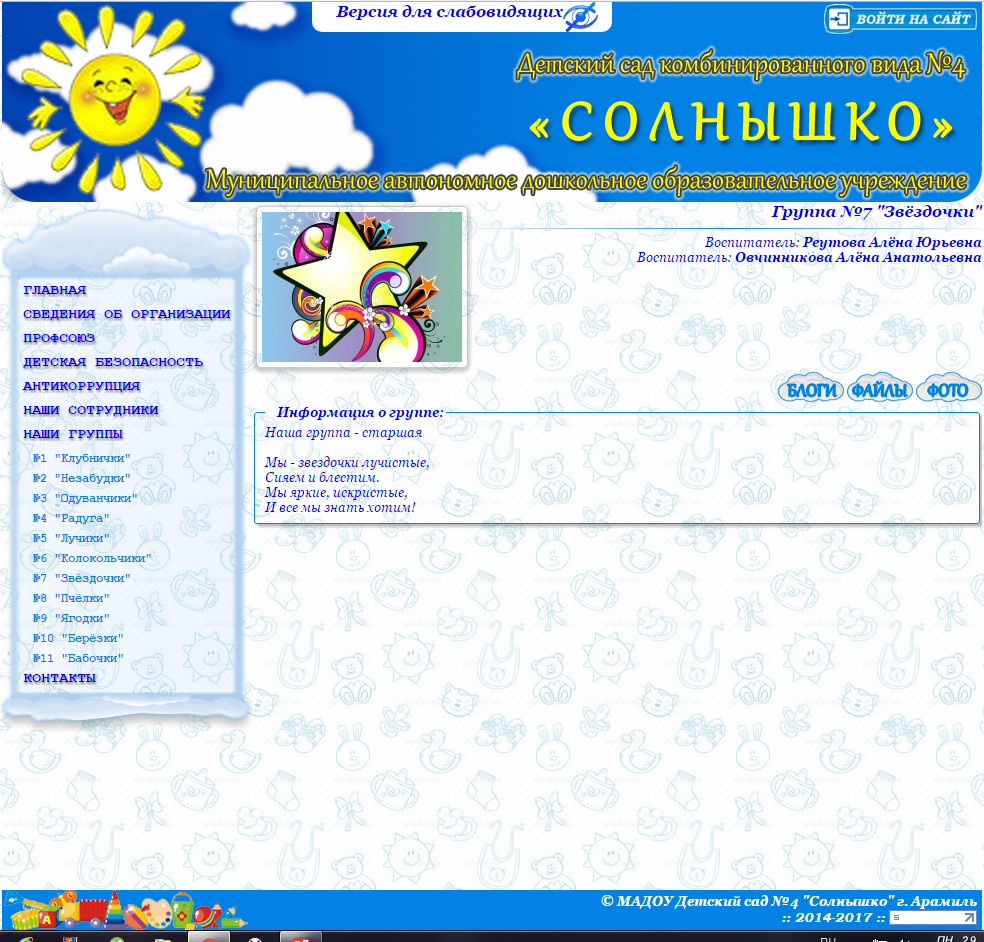 Версия для слабовидящих
ВОЙТИ НА САЙТ
Детский сад комбинированного вида №4
«СОЛНЫШКО»
Муниципальное автономное дошкольное образовательное учреждение
Группа №7 "Звёздочки"
Воспитатель: Реутова Алёна Юрьевна
Воспитатель: Овчинникова Алёна Анатольевна
ГЛАВНАЯ
СВЕДЕНИЯ ОБ ОРГАНИЗАЦИИ
ПРОФСОЮЗ
ДЕТСКАЯ БЕЗОПАСНОСТЬ
АНТИКОРРУПЦИЯ
НАШИ СОТРУДНИКИ
НАШИ ГРУППЫ
№1 "Клубнички"
№2 "Незабудки"
№3 "Одуванчики"
№4 "Радуга"
№5 "Лучики"
№6 "Колокольчики"
№7 "Звёздочки"
№8 "Пчёлки"
№9 "Ягодки"
№10 "Берёзки"
№11 "Бабочки"
КОНТАКТЫ
БЛОГИ ФАЙЛЫ ФОТО
Информация о группе:
Наша группа - старшая
Мы - звездочки лучистые,
Сияем и блестим.
Мы яркие, искристые,
И все мы знать хотим!
© МАДОУ Детский сад №4 "Солнышко" г. Арамиль
:: 2014-2017 :: s